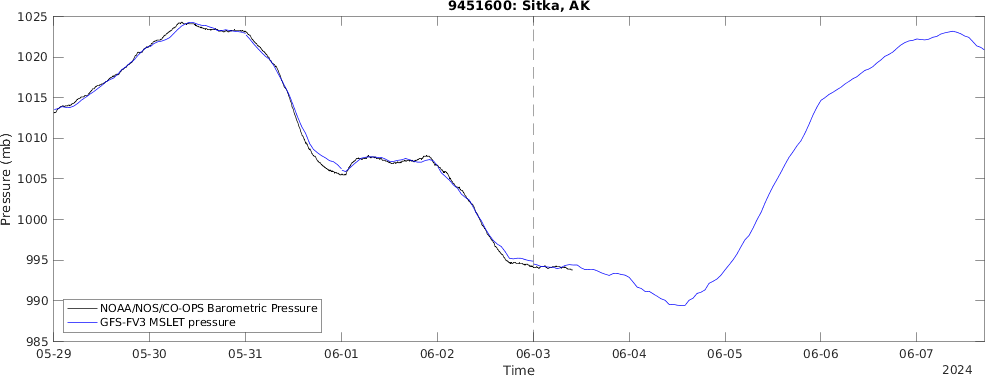 9451600: Sitka, AK
1025
1020
1015
1010
1005
1000
995
990
985
Pressure (mb)
NOAA/NOS/CO-OPS Barometric Pressure
GFS-FV3 MSLET pressure
05-29 05-30 05-31 06-01 06-02 06-03 06-04 06-05 06-06 06-07
Time
2024